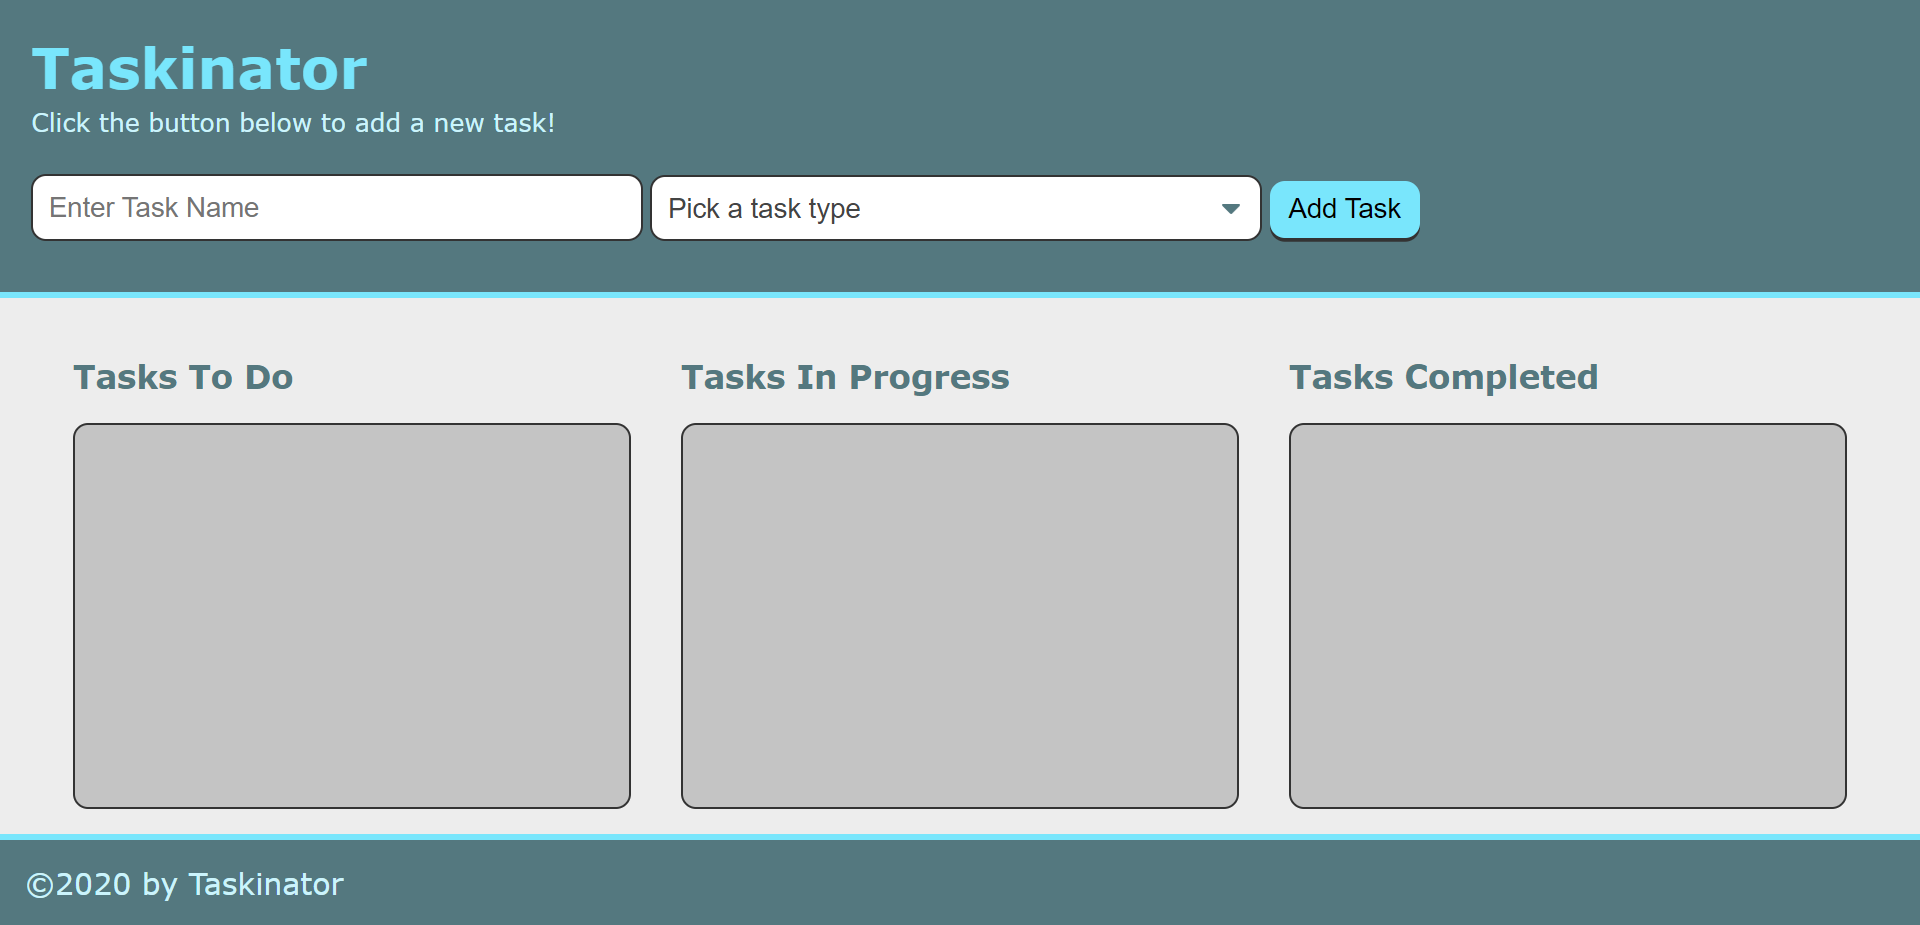 Taskinator
Click the button below to add a new task!
Enter Task Name
Pick a task type
Add Task
Tasks To Do
Tasks In Progress
Tasks Completed
©2020 by Taskinator